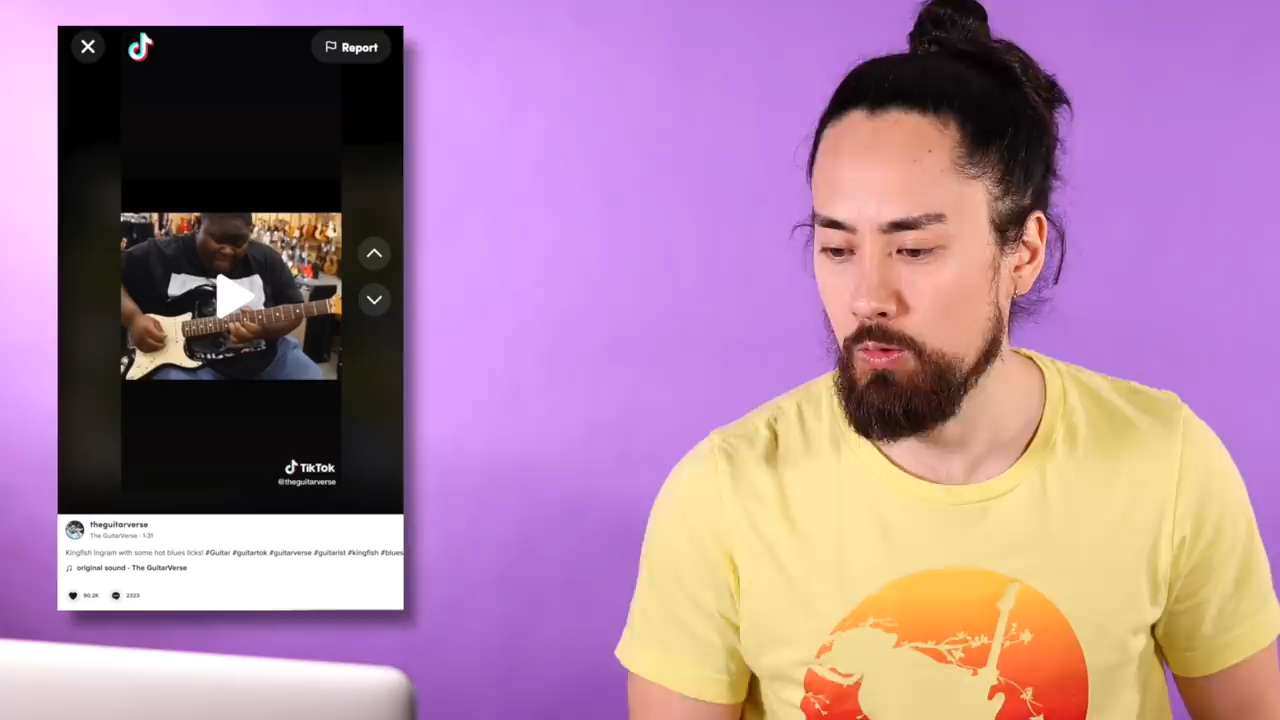 Report
TikTok
@theguitarverse
theguitarverse
The GuitarVerse · 1-31
Kingfish Ingram with some hot blues licks! #Guitar #guitartok #guitarverse #guitarist #kingfish #blues
original sound - The GuitarVerse
90.2K
2323